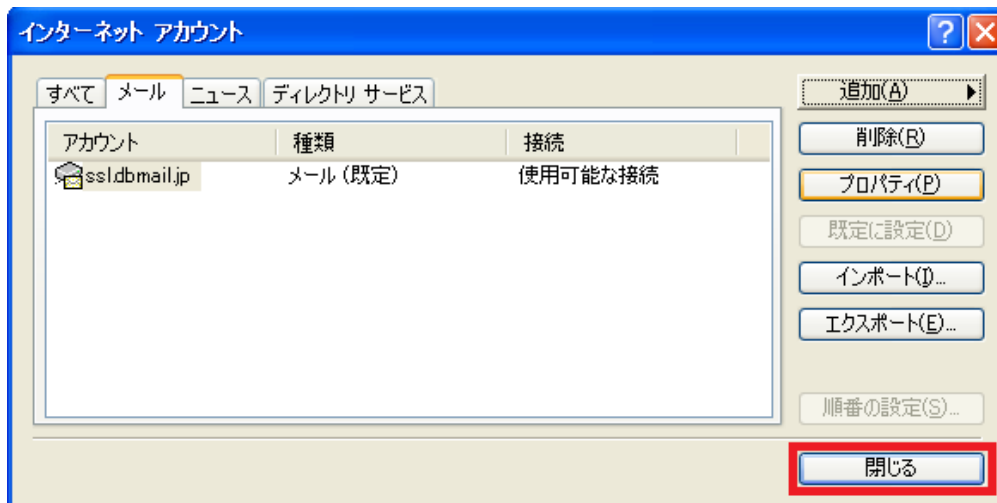 インターネット アカウント
すべて メール ニュース ディレクトリ サービス
アカウント 種類 接続
ssl.dbmail.jp メール (既定) 使用可能な接続
追加(A)
削除(R)
プロパティ(P)
既定に設定(D)
インポート(I)...
エクスポート(E)...
順番の設定(S)...
閉じる